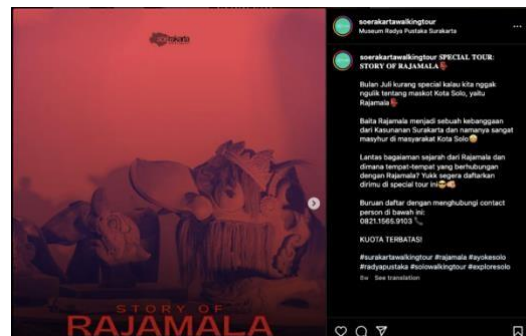 soerakarta
STORY OF
RAJAMALA
soerakartawalkingtour
Museum Radya Pustaka Surakarta
soerakartawalkingtour SPECIAL TOUR:
STORY OF RAJAMALA
Bulan Juli kurang special kalau kita nggak
ngulik tentang maskot Kota Solo, yaitu
Rajamala
Baita Rajamala menjadi sebuah kebanggaan
dari Kasunanan Surakarta dan namanya sangat
masyhur di masyarakat Kota Solo
Lantas bagaiaman sejarah dari Rajamala dan
dimana tempat-tempat yang berhubungan
dengan Rajamala? Yukk segera daftarkan
dirimu di special tour ini
Buruan daftar dengan menghubungi contact
person di bawah ini:
0821.1565.9103
KUOTA TERBATAS!
#surakartawalkingtour #rajamala #ayokesolo
#radyapustaka #solowalkingtour #exploresolo
8w See translation